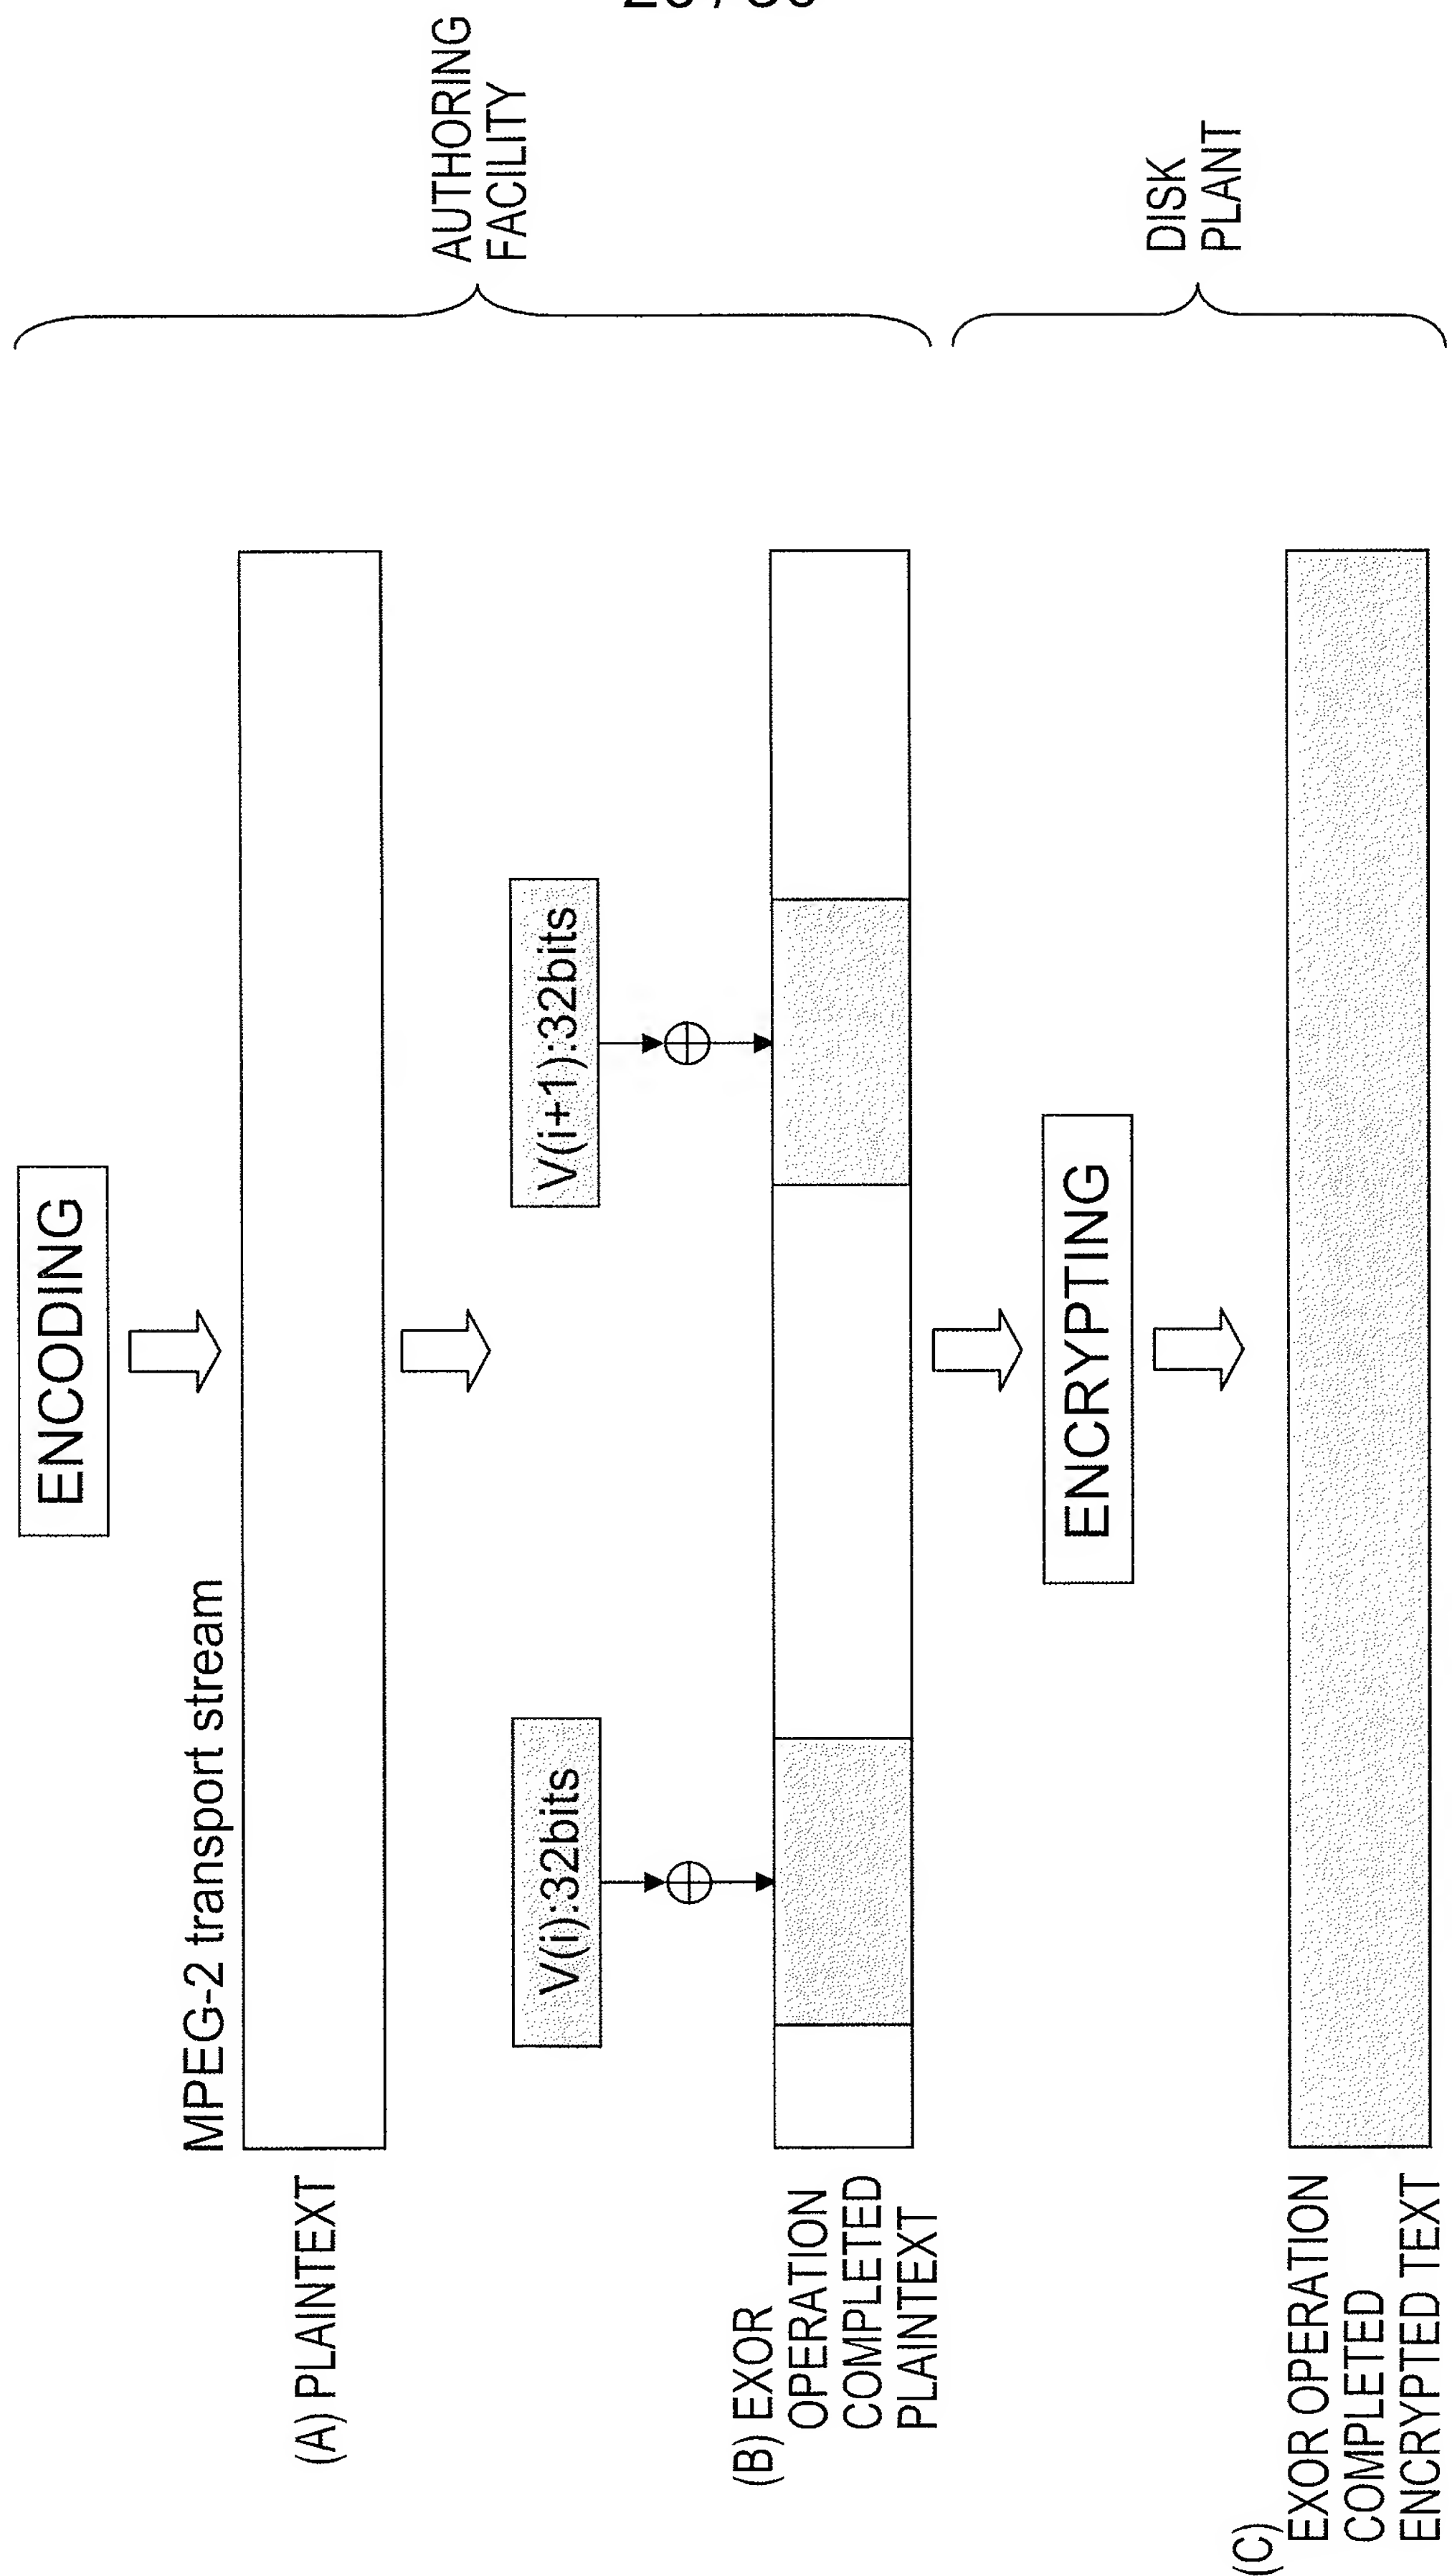 ENCODING
MPEG-2 transport stream
(A) PLAINTEXT
AUTHORING
FACILITY
V(i):32bits
V(i+1):32bits
(B) EXOR
OPERATION
COMPLETED
PLAINTEXT
ENCRYPTING
DISK
PLANT
(C)
EXOR OPERATION
COMPLETED
ENCRYPTED TEXT